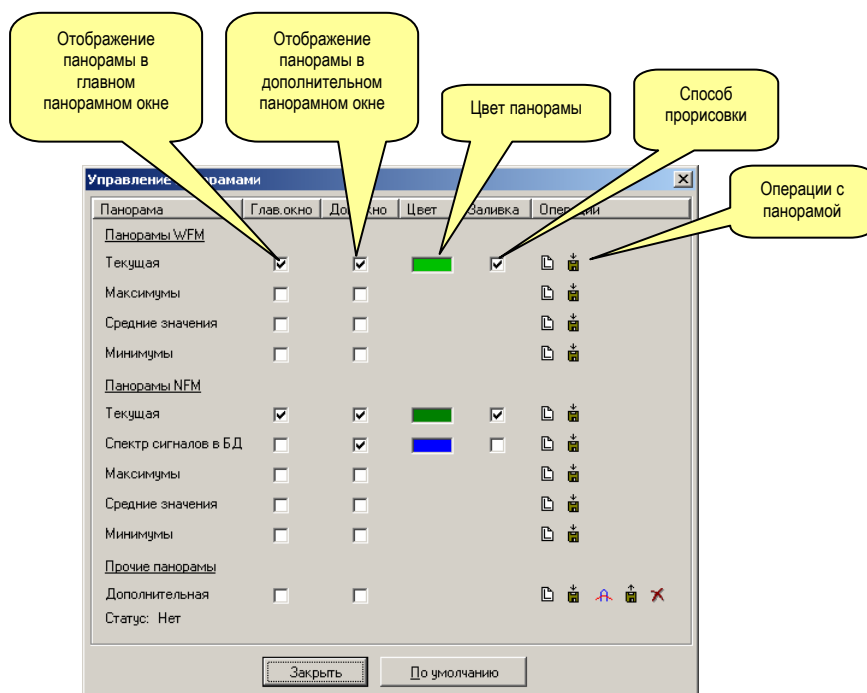 Отображение
панорамы в
главном
панорамном окне
Отображение
панорамы в
дополнительном
панорамном окне
Цвет панорамы
Способ
прорисовки
Операции с
панорамой
Управление
Панорама Глав.окно Цвет Заливка Операции
Панорамы WFM
Текущая
Максимумы
Средние значения
Минимумы
Панорамы NFM
Текущая
Спектр сигналов в БД
Максимумы
Средние значения
Минимумы
Прочие панорамы
Дополнительная
Статус: Нет
Закрыть По умолчанию